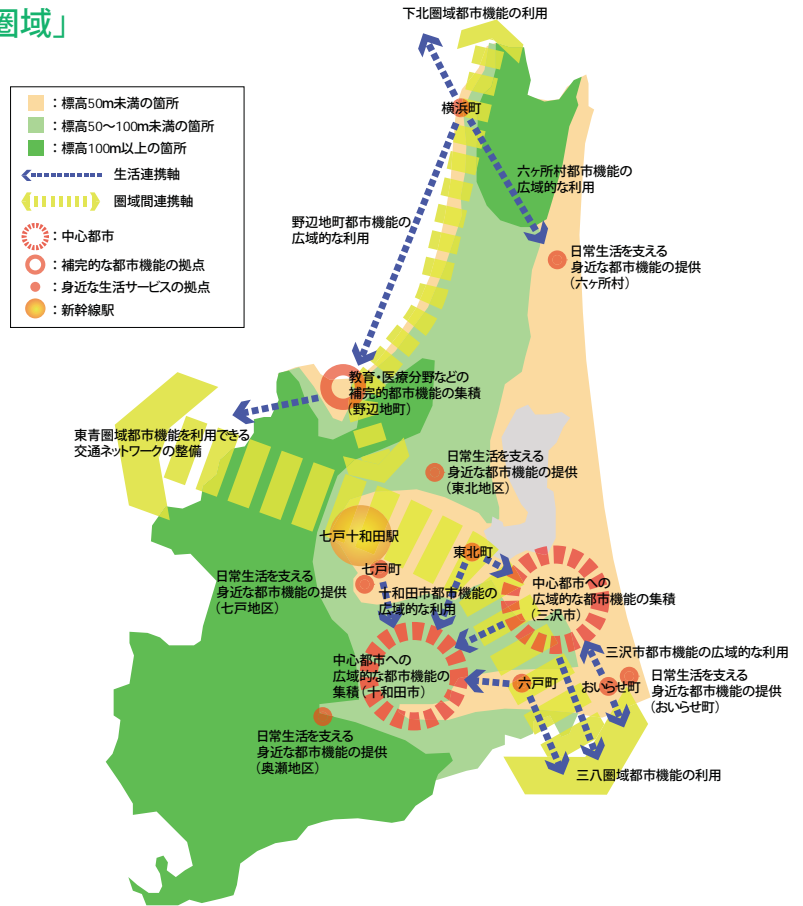 圏域」
下北圏域都市機能の利用
：標高50m未満の箇所
：標高50〜100m未満の箇所
：標高100m以上の箇所
生活連携軸
圏域間連携軸
：中心都市
：補完的な都市機能の拠点
：身近な生活サービスの拠点
：新幹線駅
横浜町
六ヶ所村都市機能の
広域的な利用
野辺地町都市機能の
広域的な利用
日常生活を支える
身近な都市機能の提供
（六ヶ所村）
教育・医療分野などの
補完的都市機能の集積
（野辺地町）
東青圏域都市機能を利用できる
交通ネットワークの整備
日常生活を支える
身近な都市機能の提供
（東北地区）
七戸十和田駅
東北町
七戸町
日常生活を支える
身近な都市機能の提供
（七戸地区）
十和田市都市機能の
広域的な利用
中心都市への
広域的な都市機能の集積
（三沢市）
三沢市都市機能の広域的な利用
中心都市への
広域的な都市機能の
集積（十和田市）
六戸町
おいらせ町
日常生活を支える
身近な都市機能の提供
（おいらせ町）
日常生活を支える
身近な都市機能の提供
（奥瀬地区）
三八圏域都市機能の利用